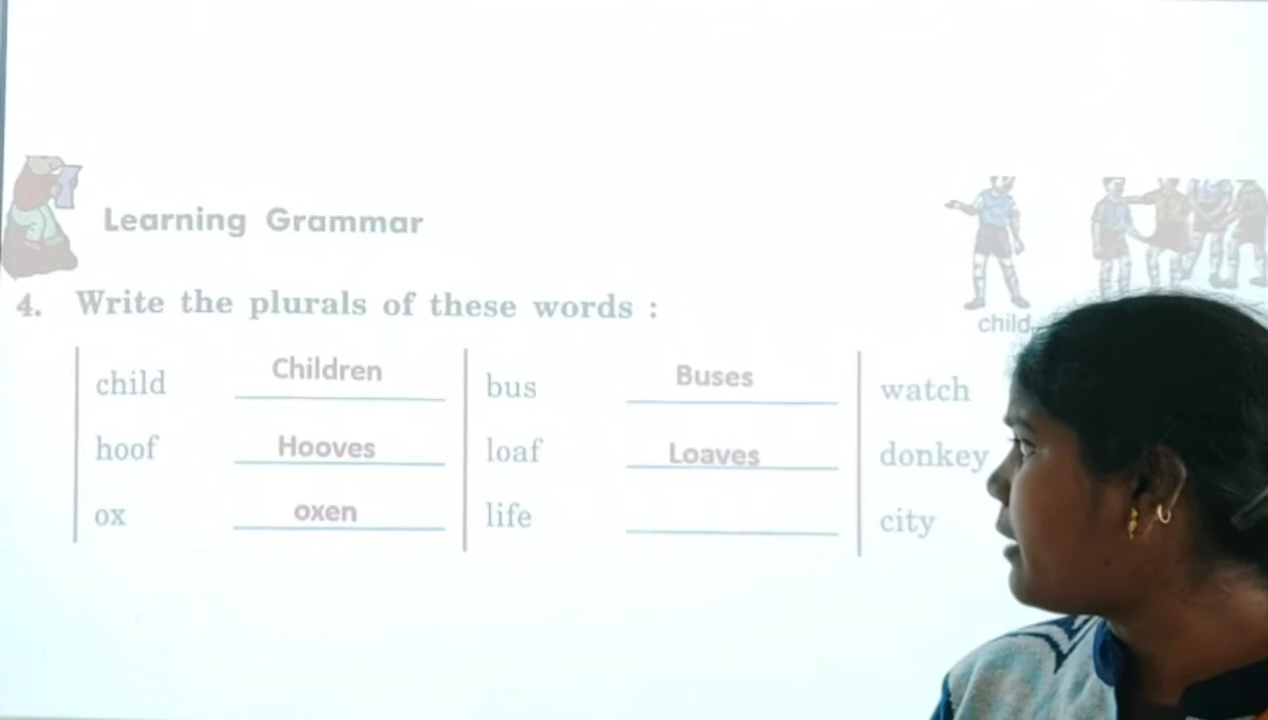 Learning Grammar
4. Write the plurals of these words :
child
child Children bus Buses watch
hoof Hooves loaf Loaves donkey
ox oxen life city